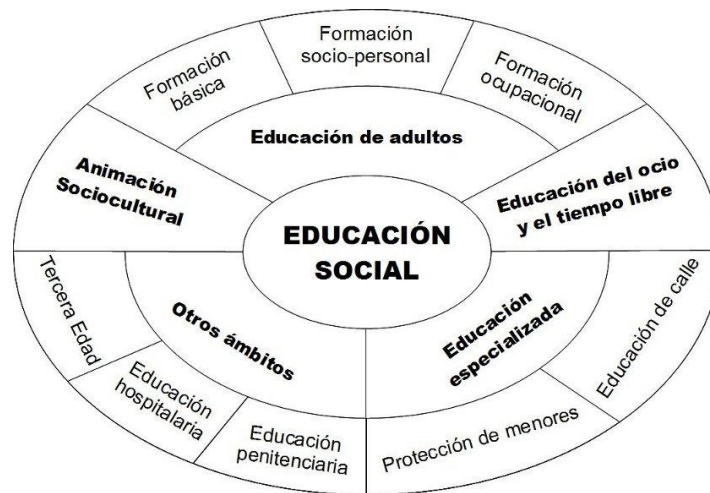 Formación
básica
Formación
socio-personal
Formación
ocupacional
Educación de adultos
Animación
Sociocultural
Educación del ocio
y el tiempo libre
EDUCACIÓN
SOCIAL
Tercera Edad
Otros ámbitos
Educación
especializada
Educación de calle
Educación
hospitalaria
Educación
penitenciaria
Protección de menores